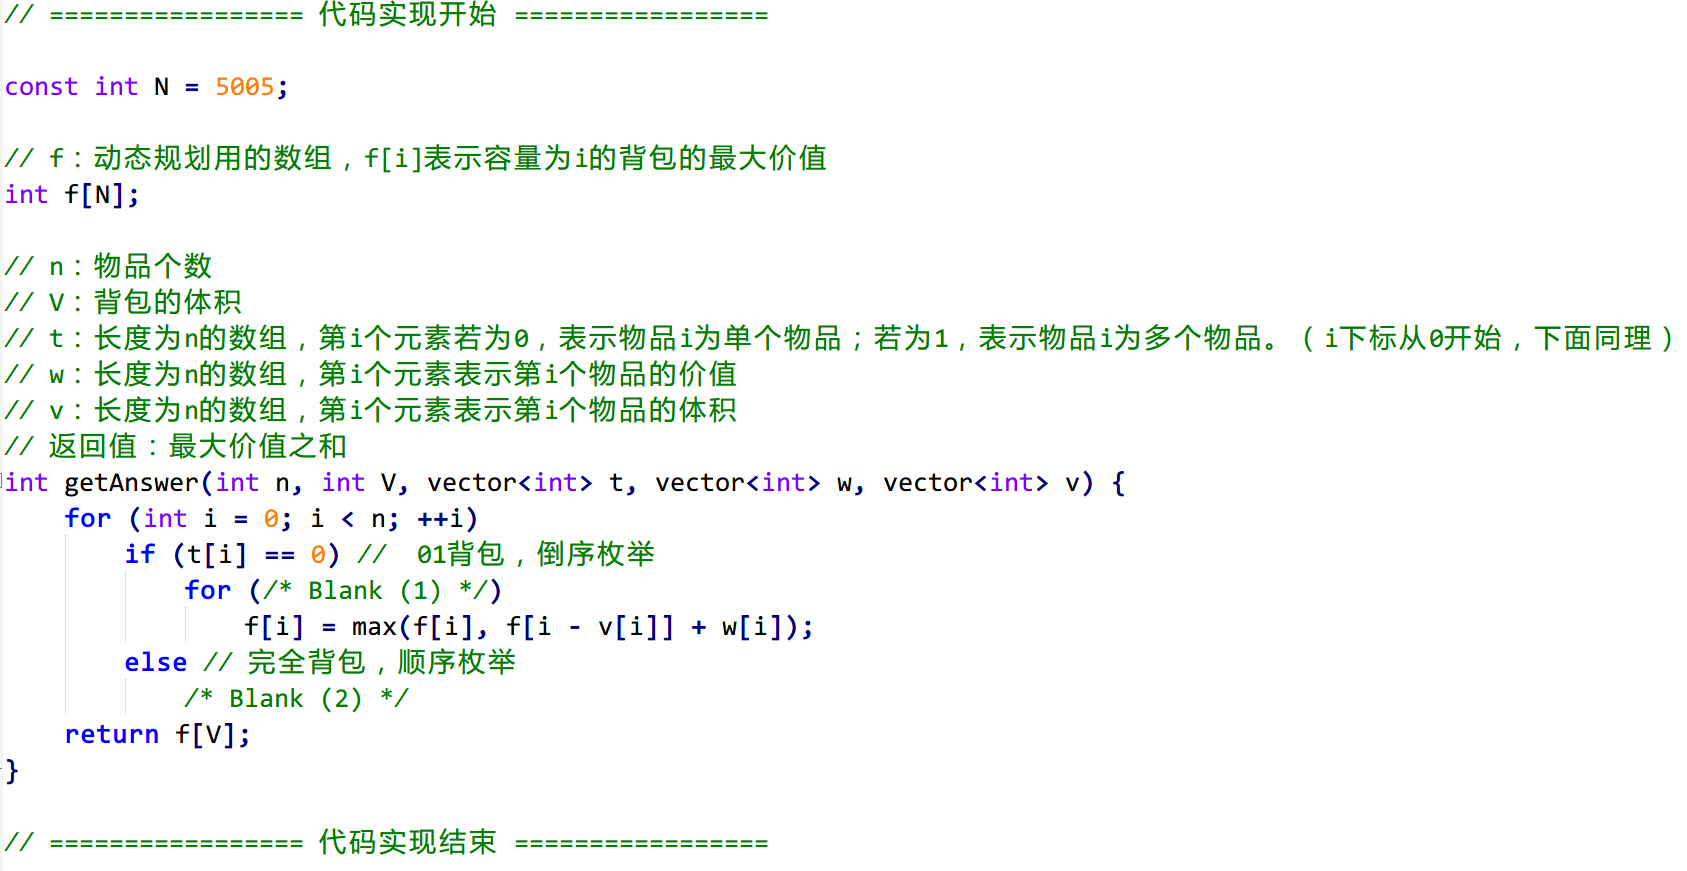 // ================= 代码实现开始 =================
const int N = 5005;
// f：动态规划用的数组，f[i]表示容量为i的背包的最大价值
int f[N];
// n：物品个数
// V：背包的体积
// t：长度为n的数组，第i个元素若为0，表示物品i为单个物品；若为1，表示物品i为多个物品。（i下标从0开始，下面同理）
// w：长度为n的数组，第i个元素表示第i个物品的价值
// v：长度为n的数组，第i个元素表示第i个物品的体积
// 返回值：最大价值之和
int getAnswer(int n, int V, vector<int> t, vector<int> w, vector<int> v) {
    for (int i = 0; i < n; ++i)
        if (t[i] == 0) //  01背包，倒序枚举
            for (/* Blank (1) */)
                f[i] = max(f[i], f[i - v[i]] + w[i]);
        else // 完全背包，顺序枚举
            /* Blank (2) */
    return f[V];
}
// ================= 代码实现结束 =================